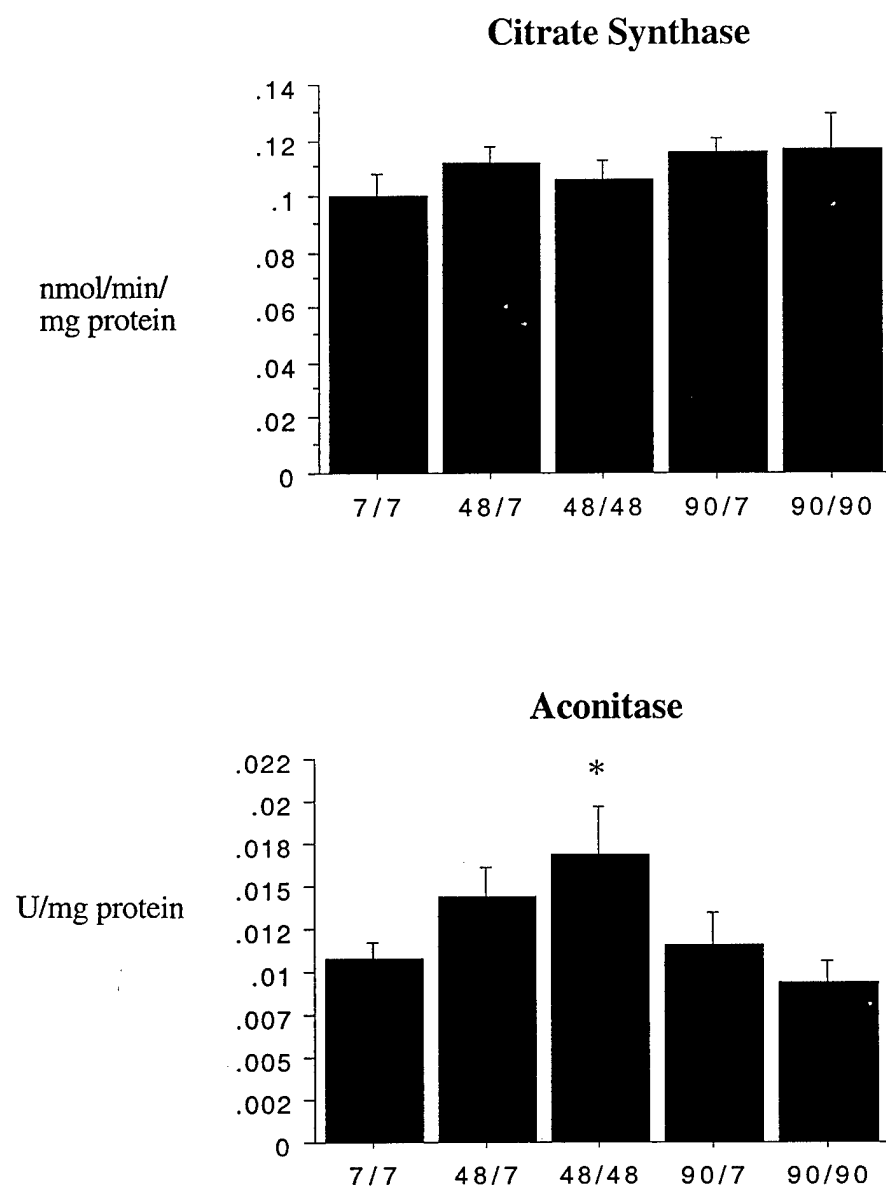 Citrate Synthase
.14
.12
.1
.08
.06
.04
.02
0
nmol/min/
mg protein
7/7 48/7 48/48 90/7 90/90
Aconitase
*
.022
.02
.018
.015
.012
.01
.007
.005
.002
0
U/mg protein
7/7 48/7 48/48 90/7 90/90